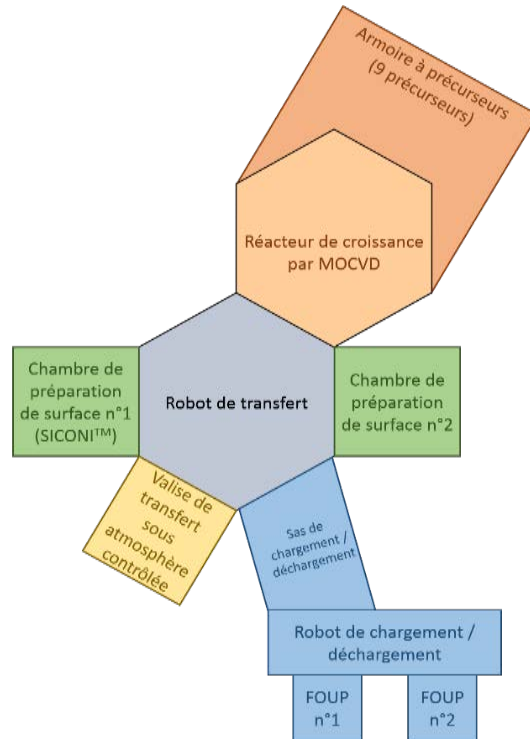 Armoire à précurseurs
(9 précurseurs)
Réacteur de croissance
par MOCVD
Chambre de
préparation
de surface n°1
(SICONI™)
Robot de transfert
Chambre de
préparation
de surface n°2
Valise de
transfert
sous
atmosphère
contrôlée
Sas de
chargement /
déchargement
Robot de chargement /
déchargement
FOUP
n°1
FOUP
n°2